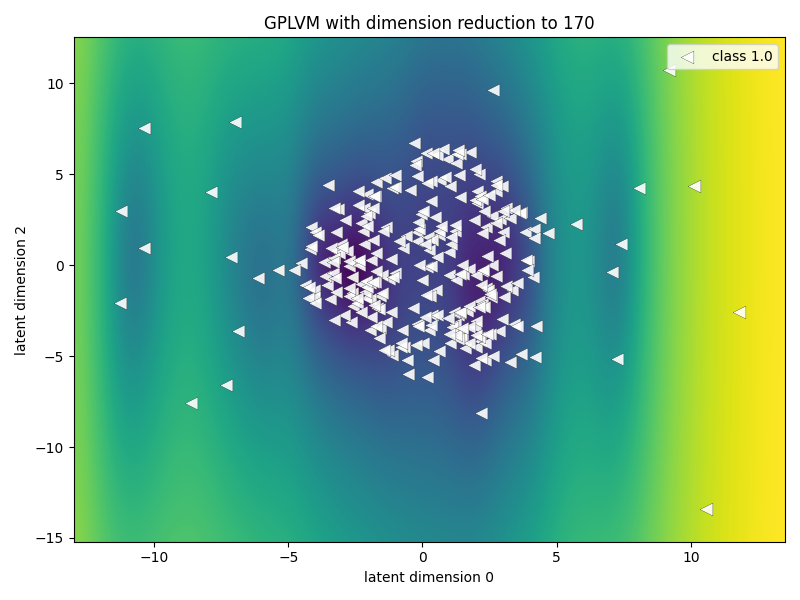 GPLVM with dimension reduction to 170
class 1.0
10
5
0
−5
−10
−15
latent dimension 2
−10
−5
0
5
10
latent dimension 0